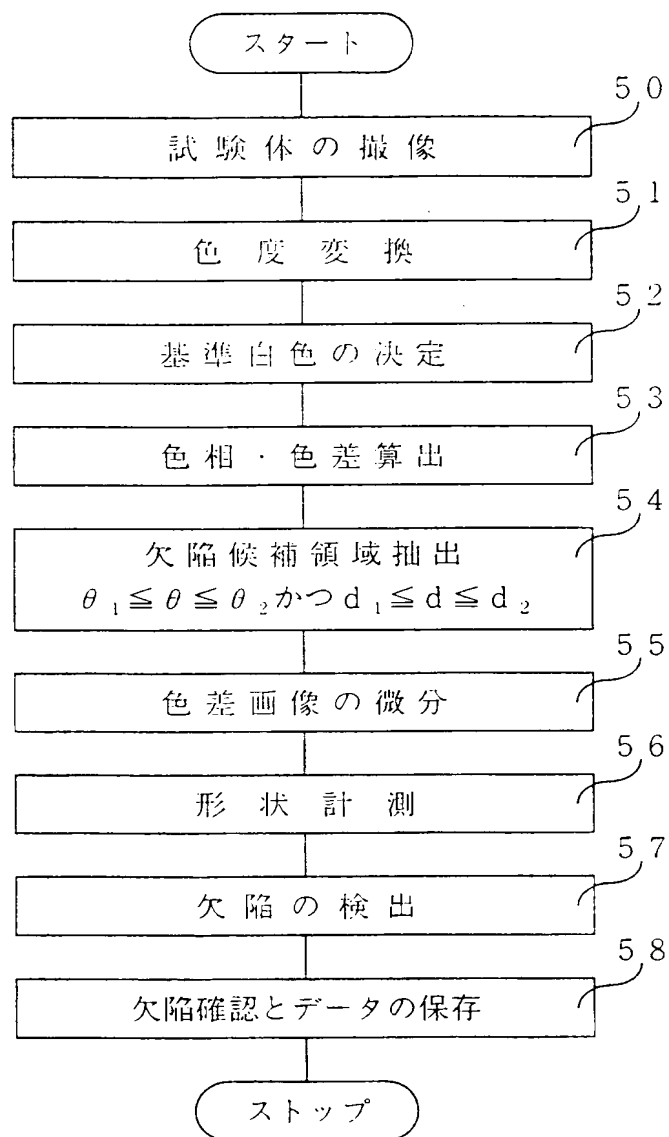 スタート
50
試験体の撮像
51
色度変換
52
基準白色の決定
53
色相・色差算出
54
欠陥候補領域抽出
θ₁≦θ≦θ₂かつd₁≦d≦d₂
55
色差画像の微分
56
形状計測
57
欠陥の検出
58
欠陥確認とデータの保存
ストップ